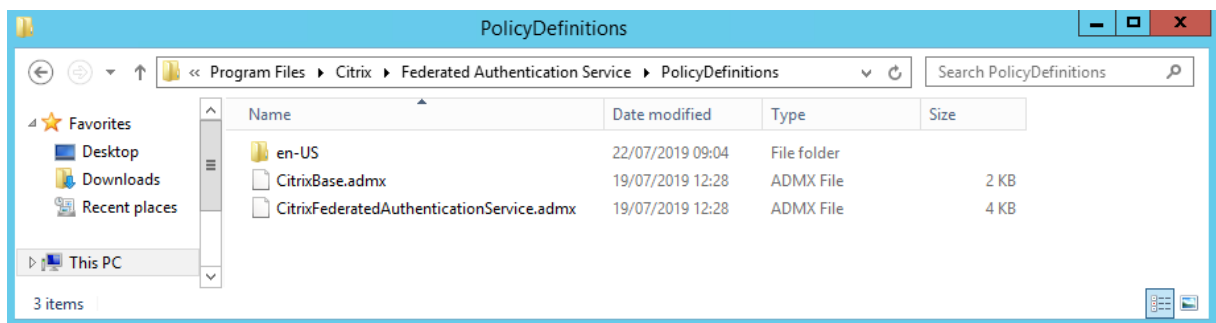 PolicyDefinitions
« Program Files ▸ Citrix ▸ Federated Authentication Service ▸ PolicyDefinitions
Search PolicyDefinitions
Name Date modified Type Size
Favorites
Desktop
Downloads
Recent places
This PC
en-US 22/07/2019 09:04 File folder
CitrixBase.admx 19/07/2019 12:28 ADMX File 2 KB
CitrixFederatedAuthenticationService.admx 19/07/2019 12:28 ADMX File 4 KB
3 items